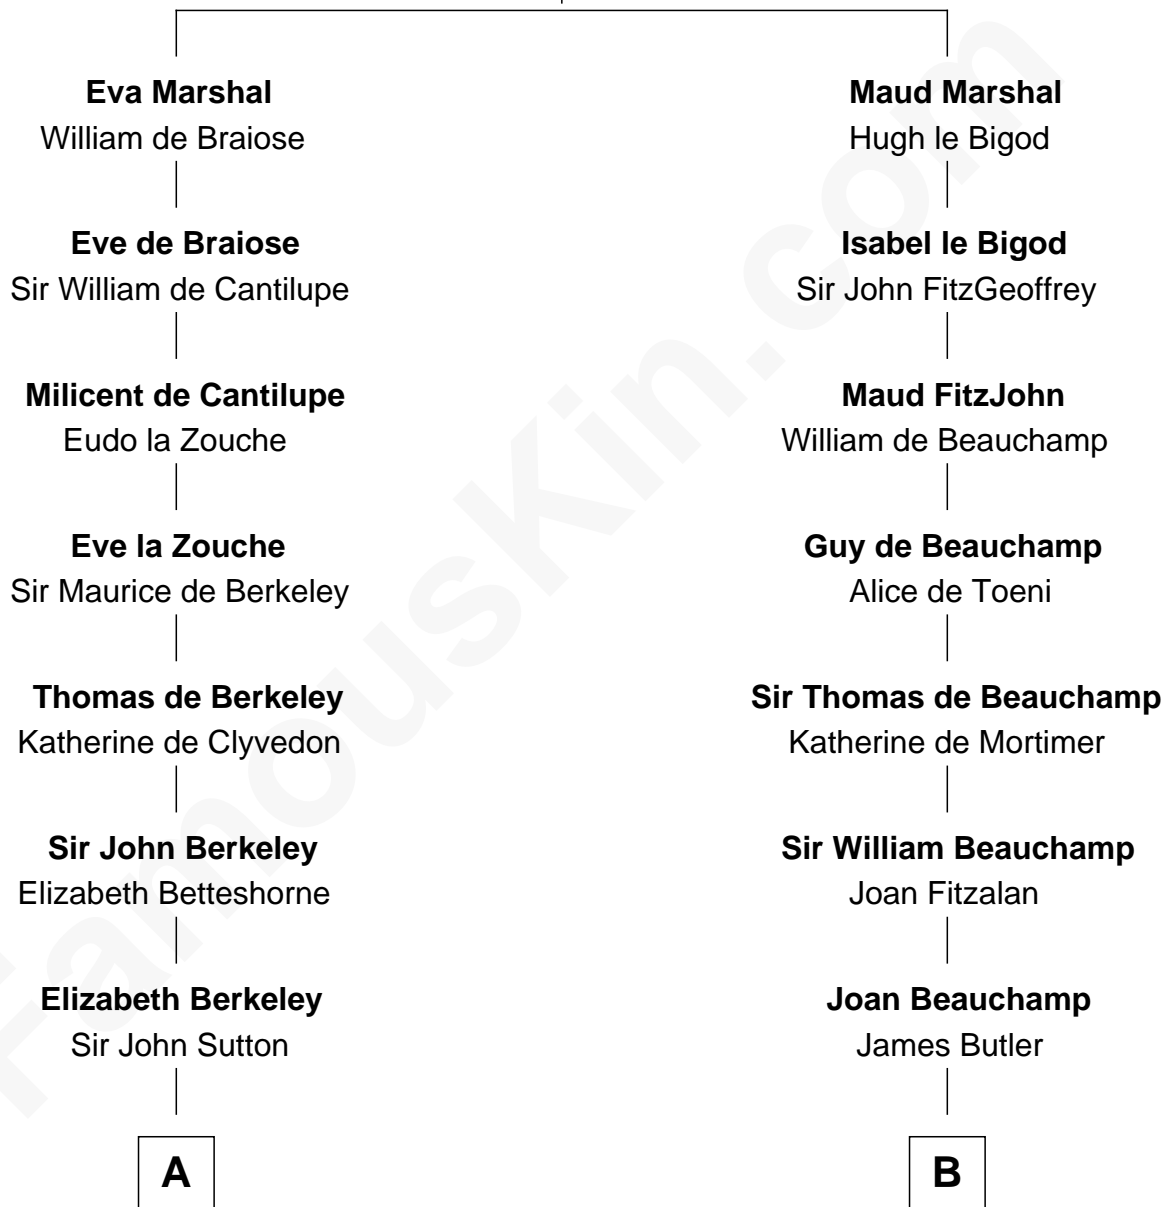 Eva Marshal
William de Braiose
Eve de Braiose
Sir William de Cantilupe
Milicent de Cantilupe
Eudo la Zouche
Eve la Zouche
Sir Maurice de Berkeley
Thomas de Berkeley
Katherine de Clyvedon
Sir John Berkeley
Elizabeth Betteshorne
Elizabeth Berkeley
Sir John Sutton
A
Maud Marshal
Hugh le Bigod
Isabel le Bigod
Sir John FitzGeoffrey
Maud FitzJohn
William de Beauchamp
Guy de Beauchamp
Alice de Toeni
Sir Thomas de Beauchamp
Katherine de Mortimer
Sir William Beauchamp
Joan Fitzalan
Joan Beauchamp
James Butler
B
FamousKin.com